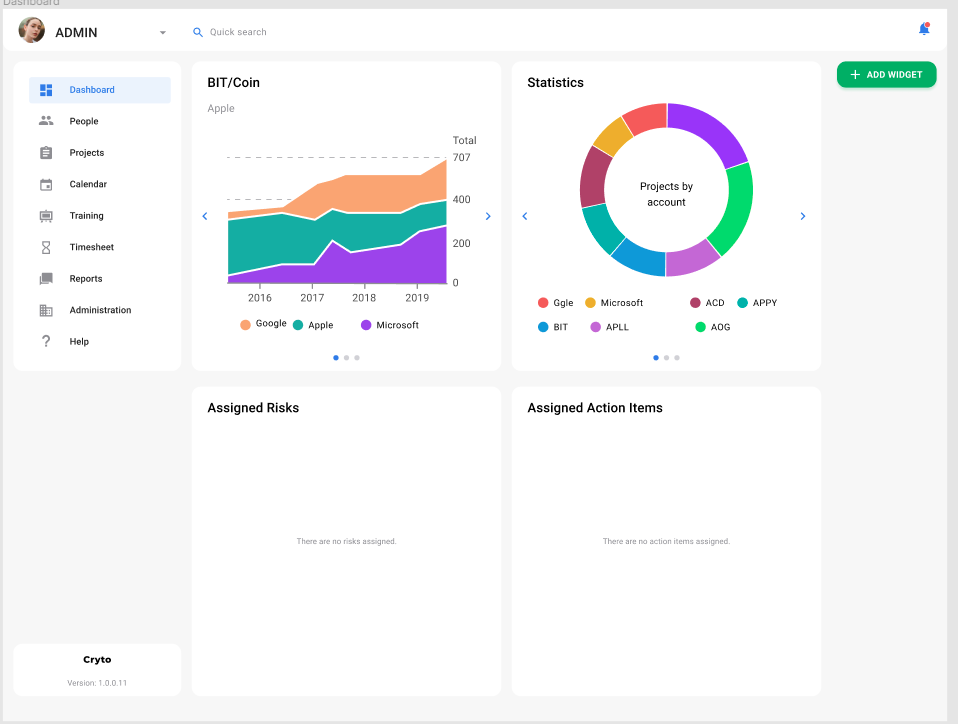 Dashboard
ADMIN
Quick search
Dashboard
People
Projects
Calendar
Training
Timesheet
Reports
Administration
Help
Cryto
Version: 1.0.0.11
BIT/Coin
Apple
Total
707
400
200
0
2016 2017 2018 2019
Google Apple Microsoft
Statistics
Projects by
account
Ggle Microsoft ACD APPY
BIT APLL AOG
ADD WIDGET
Assigned Risks
There are no risks assigned.
Assigned Action Items
There are no action items assigned.